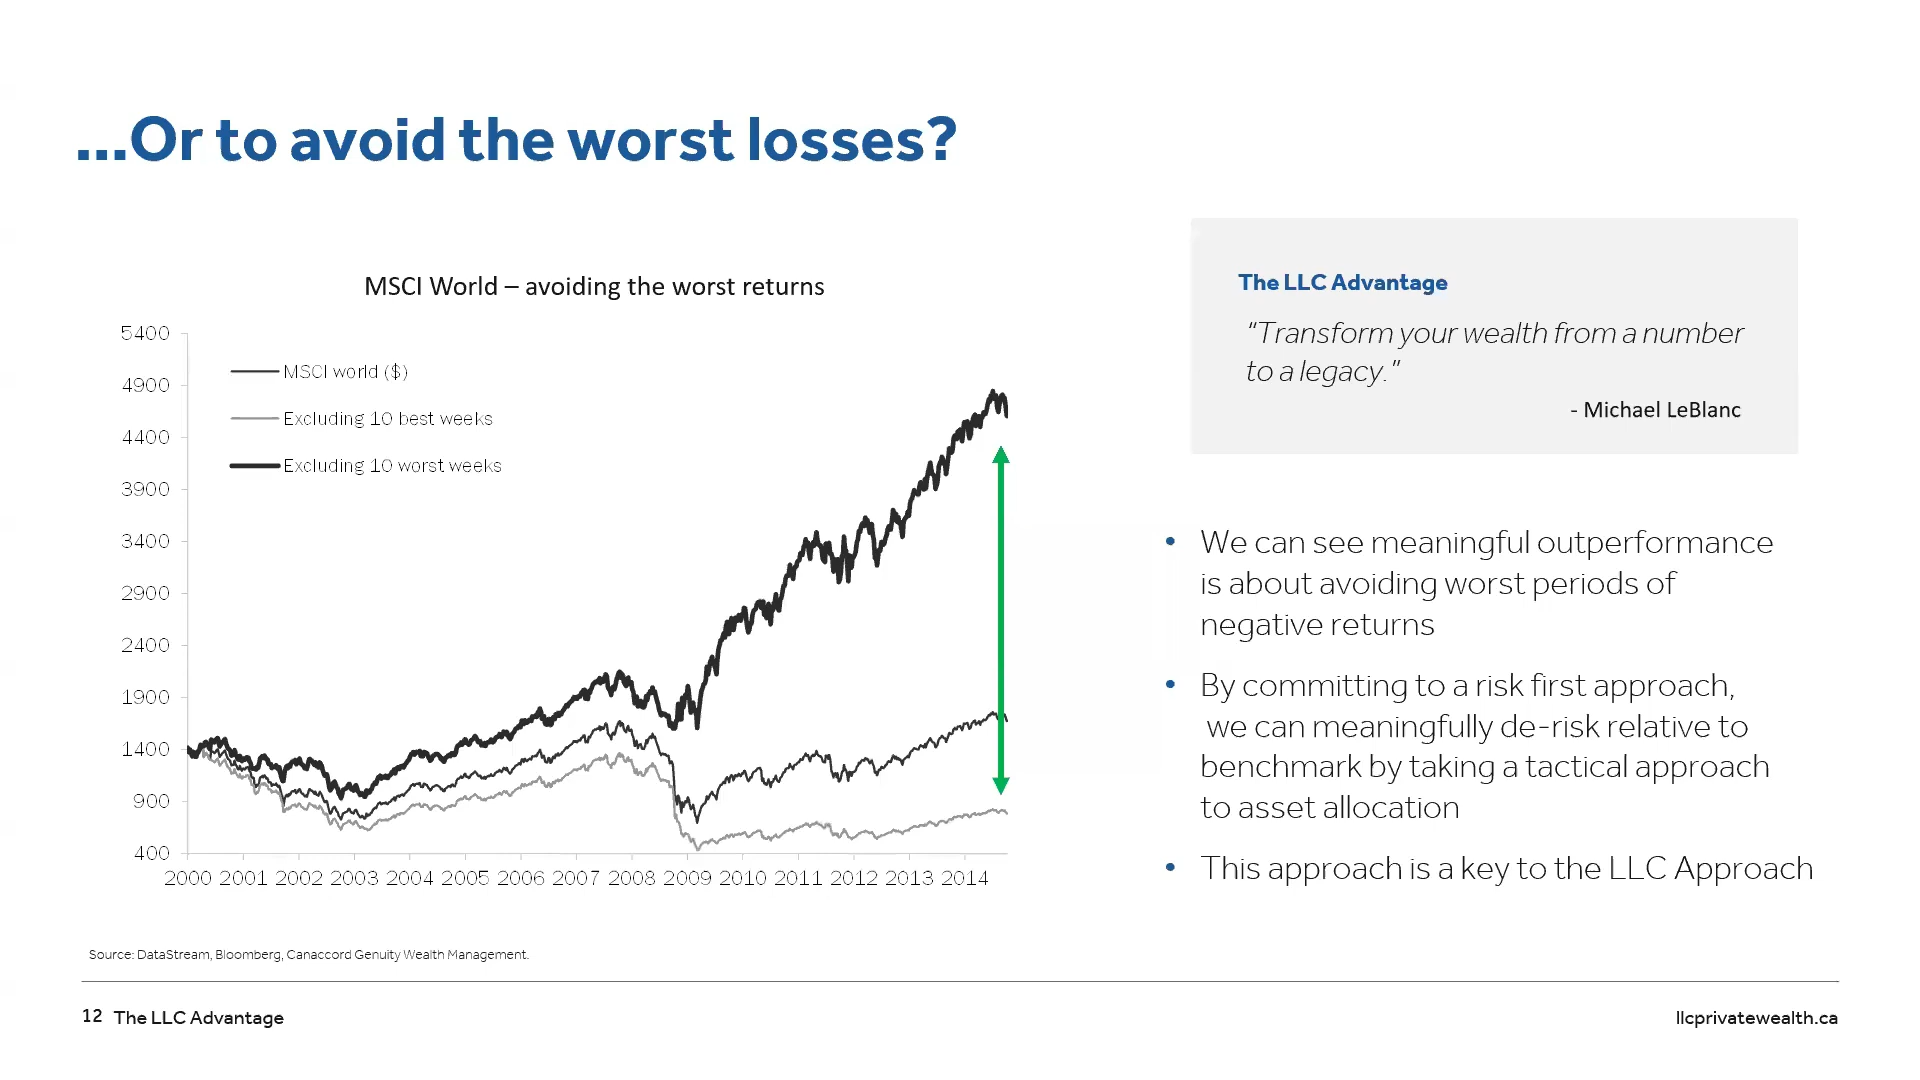 ...Or to avoid the worst losses?
MSCI World – avoiding the worst returns
5400
4900
4400
3900
3400
2900
2400
1900
1400
900
400
MSCI world ($)
Excluding 10 best weeks
Excluding 10 worst weeks
2000 2001 2002 2003 2004 2005 2006 2007 2008 2009 2010 2011 2012 2013 2014
The LLC Advantage
"Transform your wealth from a number
to a legacy."
- Michael LeBlanc
• We can see meaningful outperformance
is about avoiding worst periods of
negative returns
• By committing to a risk first approach,
we can meaningfully de-risk relative to
benchmark by taking a tactical approach
to asset allocation
• This approach is a key to the LLC Approach
Source: DataStream, Bloomberg, Canaccord Genuity Wealth Management.
12 The LLC Advantage
llcprivatewealth.ca